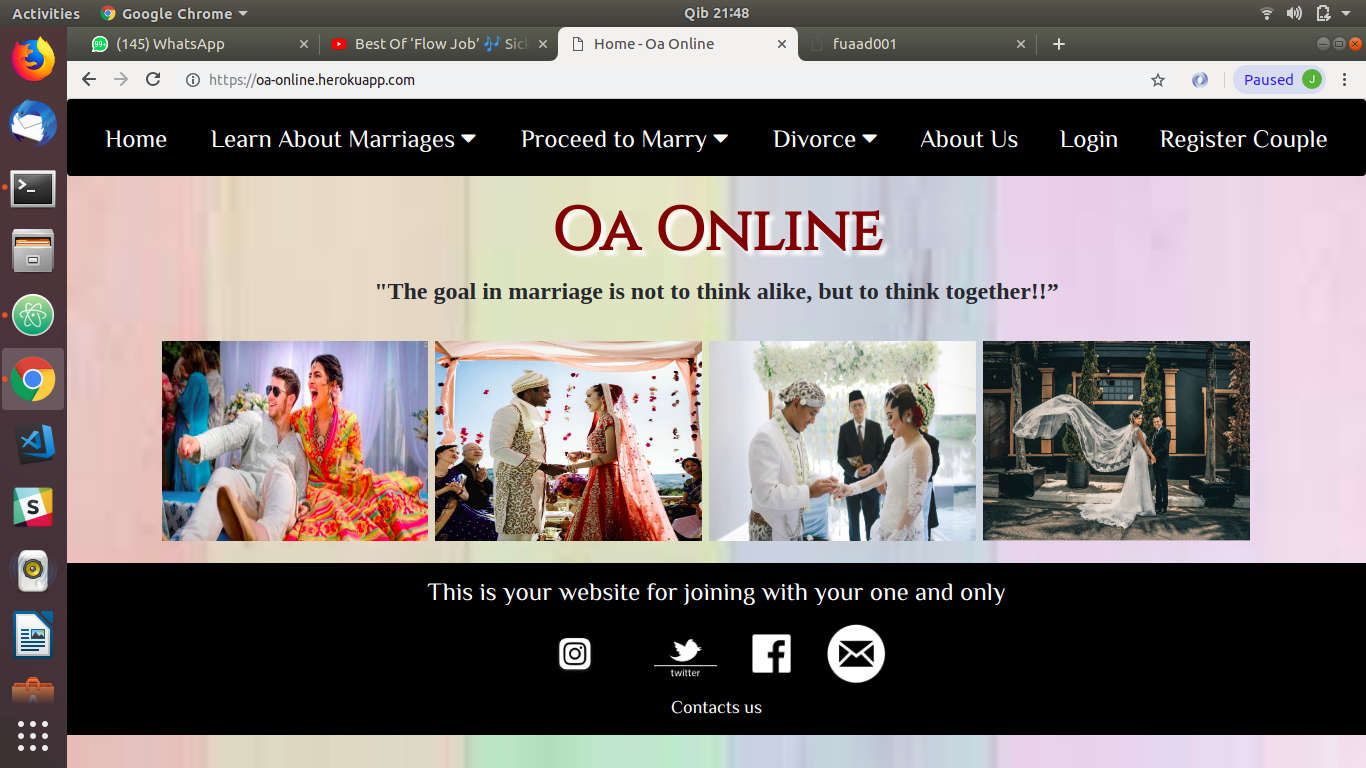 Activities Google Chrome Qib 21:48
99+ (145) WhatsApp Best Of ‘Flow Job’ 🎶 Sic Home - Oa Online fuaad001
https://oa-online.herokuapp.com Paused J
Home Learn About Marriages Proceed to Marry Divorce About Us Login Register Couple
Oa Online
"The goal in marriage is not to think alike, but to think together!!”
This is your website for joining with your one and only
twitter
Contacts us